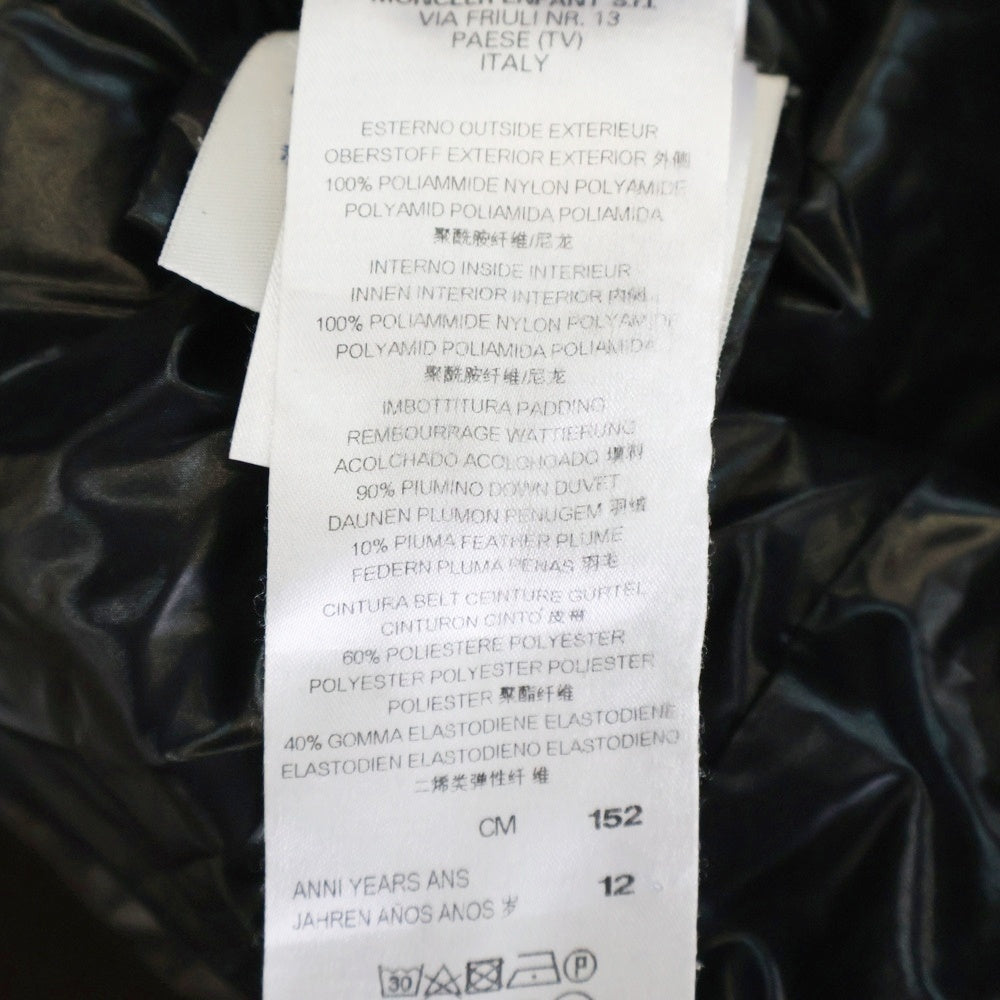 MONCLER ENFANT S.r.l.
VIA FRIULI NR. 13
PAESE (TV)
ITALY
ESTERNO OUTSIDE EXTERIEUR
OBERSTOFF EXTERIOR EXTERIOR 外侧
100% POLIAMMIDE NYLON POLYAMIDE
POLYAMID POLIAMIDA POLIAMIDA
聚酰胺纤维/尼龙
INTERNO INSIDE INTERIEUR
INNEN INTERIOR INTERIOR 内侧
100% POLIAMMIDE NYLON POLYAMIDE
POLYAMID POLIAMIDA POLIAMIDA
聚酰胺纤维/尼龙
IMBOTTITURA PADDING
REMBOURRAGE WATTIERUNG
ACOLCHADO ACOLCHOADO 填料
90% PIUMINO DOWN DUVET
DAUNEN PLUMON PENUGEM 羽绒
10% PIUMA FEATHER PLUME
FEDERN PLUMA PENAS 羽毛
CINTURA BELT CEINTURE GÜRTEL
CINTURON CINTO
60% POLIESTERE POLYESTER
POLYESTER POLYESTER POLIESTER
POLIESTER 聚酯纤维
40% GOMMA ELASTODIENE ELASTODIENE
ELASTODIEN ELASTODIENO ELASTODIENO
二烯类弹性纤 维
CM 152
ANNI YEARS ANS
JAHREN AÑOS ANOS 岁 12
30 P